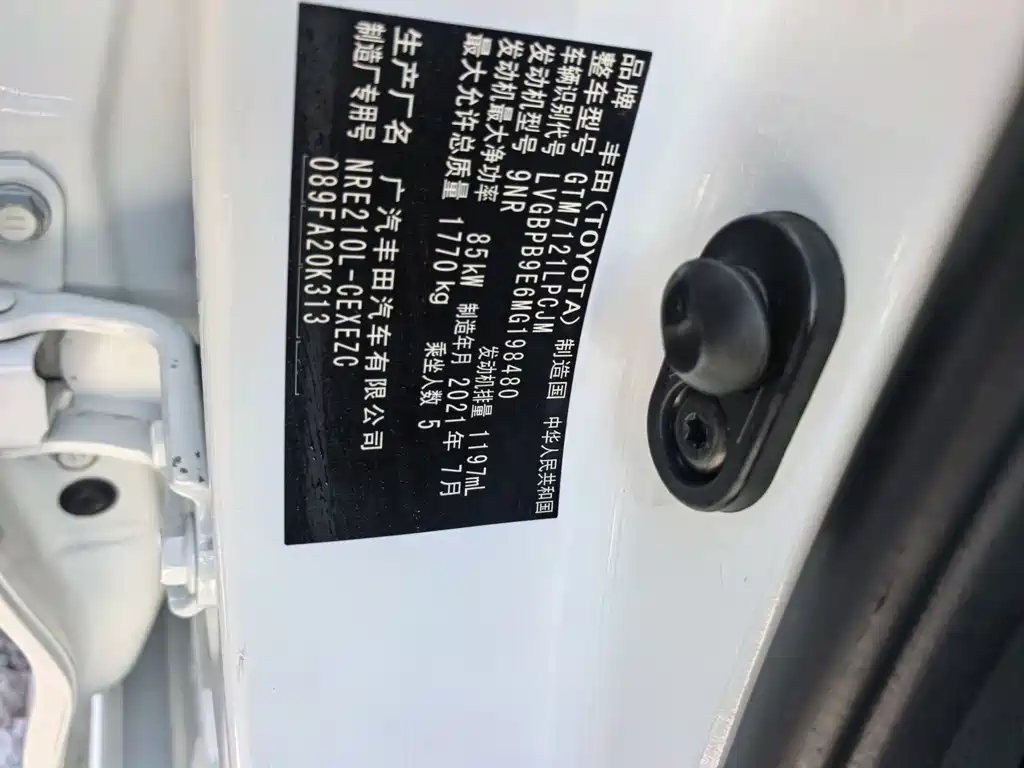 品牌 丰田(TOYOTA) 制造国 中华人民共和国
整车型号 GTM7121LPCJM
车辆识别代号 LVGBPB9E6MG198480
发动机型号 9NR 发动机排量 1197mL
发动机最大净功率 85kW 制造年月 2021年 7月
最大允许总质量 1770kg 乘坐人数 5
生产厂名 广汽丰田汽车有限公司
制造厂专用号 NRE210L-CEXEZC
089FA20K313